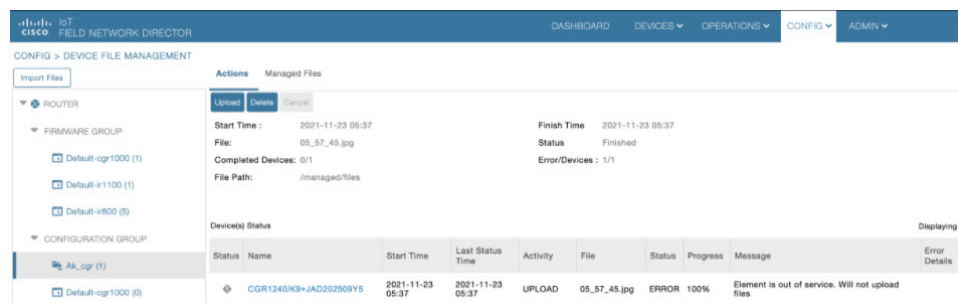 CISCO IoT FIELD NETWORK DIRECTOR
DASHBOARD DEVICES OPERATIONS CONFIG ADMIN
CONFIG > DEVICE FILE MANAGEMENT
Import Files
ROUTER
FIRMWARE GROUP
Default-cgr1000 (1)
Default-ir1100 (1)
Default-ir800 (5)
CONFIGURATION GROUP
Ak_cgr (1)
Default-cgr1000 (0)
Actions Managed Files
Upload Delete Cancel
Start Time : 2021-11-23 05:37 Finish Time 2021-11-23 05:37
File: 05_57_45.jpg Status Finished
Completed Devices: 0/1 Error/Devices : 1/1
File Path: /managed/files
Device(s) Status Displaying
Status Name Start Time Last Status Time Activity File Status Progress Message Error Details
CGR1240/K9+JAD202509Y5 2021-11-23 05:37 2021-11-23 05:37 UPLOAD 05_57_45.jpg ERROR 100% Element is out of service. Will not upload files